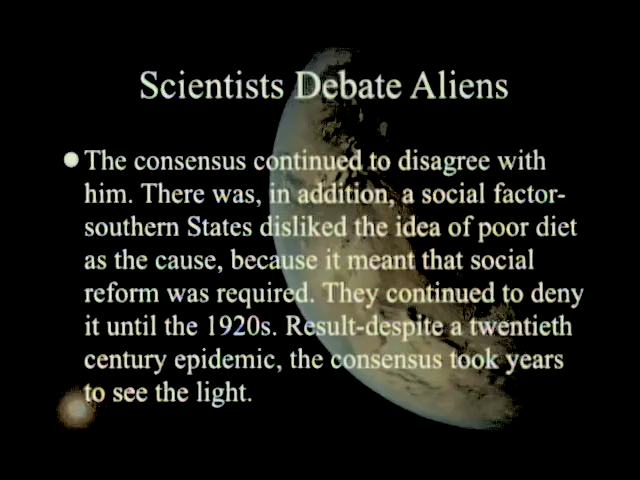 Scientists Debate Aliens
The consensus continued to disagree with
him. There was, in addition, a social factor-
southern States disliked the idea of poor diet
as the cause, because it meant that social
reform was required. They continued to deny
it until the 1920s. Result-despite a twentieth
century epidemic, the consensus took years
to see the light.